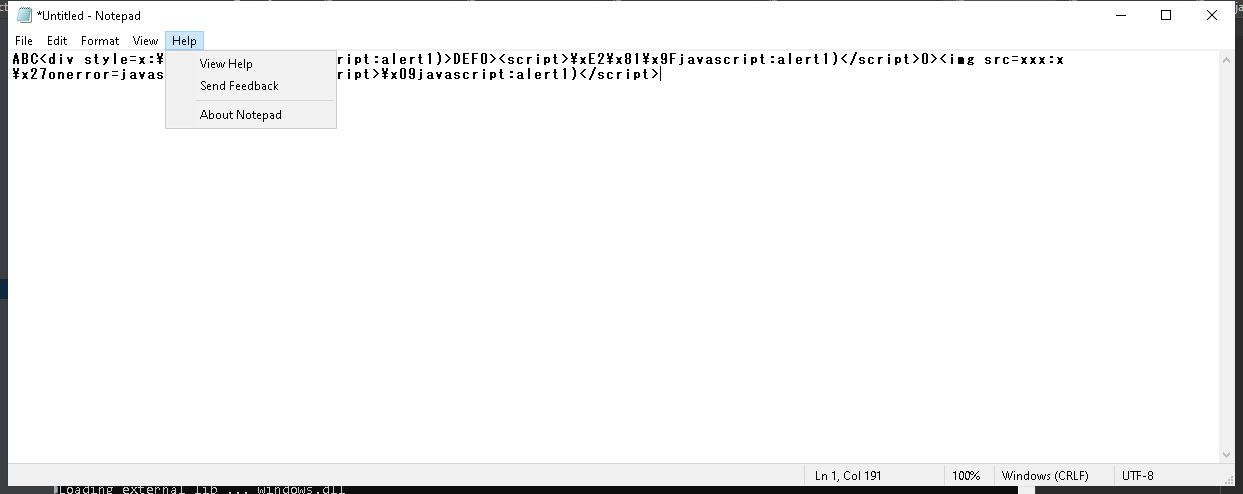 *Untitled - Notepad
File Edit Format View Help
ABC<div style=x:¥ ript:alert1)>DEF0><script>¥xE2¥x81¥x9Fjavascript:alert1)</script>0><img src=xxx:x
¥x27onerror=javas ript>¥x09javascript:alert1)</script>
View Help
Send Feedback
About Notepad
Ln 1, Col 191 100% Windows (CRLF) UTF-8
Loading external lib ... windows.dll